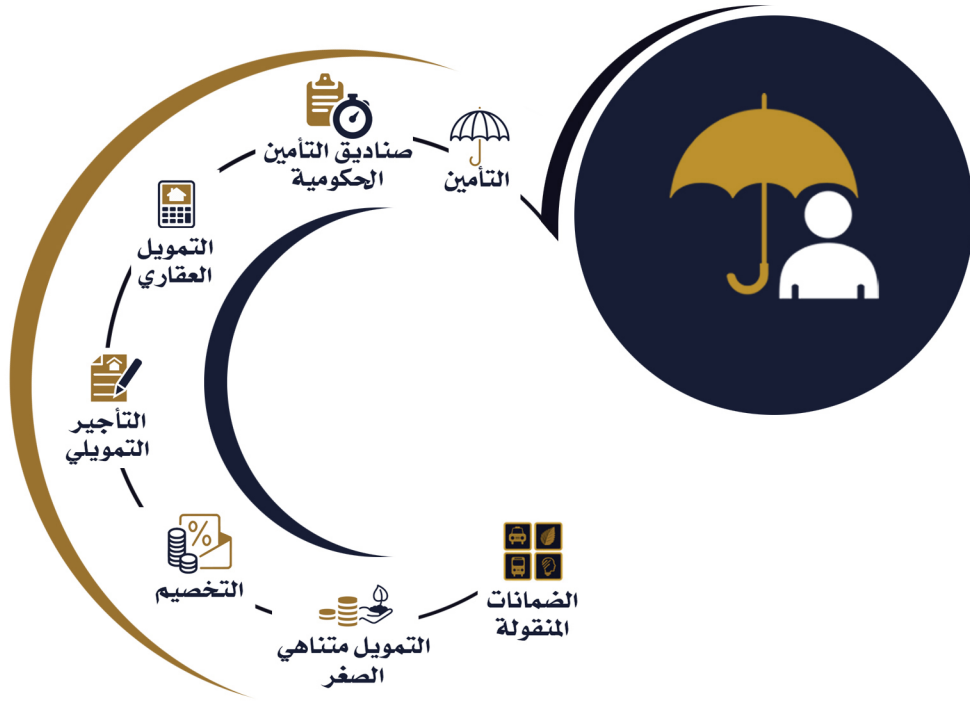 التأمين
صناديق التأمين
الحكومية
التمويل
العقاري
التأجير
التمويلي
التخصيم
التمويل متناهي
الصغر
الضمانات
المنقولة
%